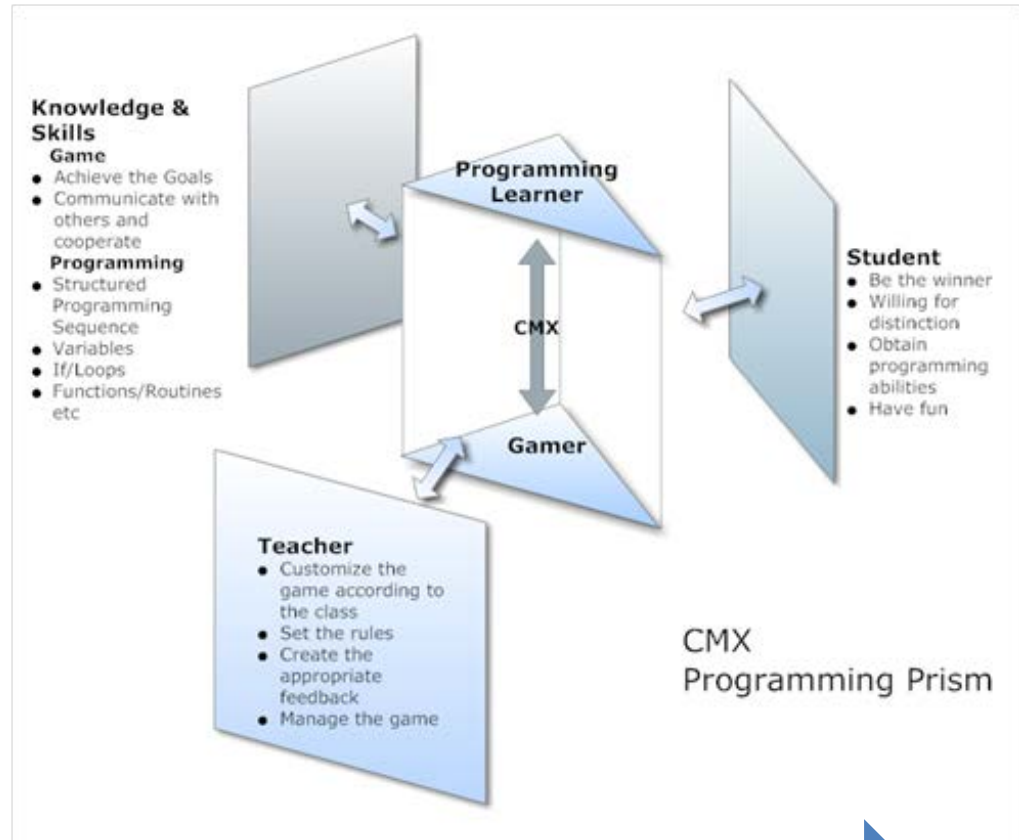 Knowledge &
Skills
Game
● Achieve the Goals
● Communicate with
others and
cooperate
Programming
● Structured
Programming
Sequence
● Variables
● If/Loops
● Functions/Routines
etc
Programming
Learner
CMX
Gamer
Student
● Be the winner
● Willing for
distinction
● Obtain
programming
abilities
● Have fun
Teacher
● Customize the
game according to
the class
● Set the rules
● Create the
appropriate
feedback
● Manage the game
CMX
Programming Prism